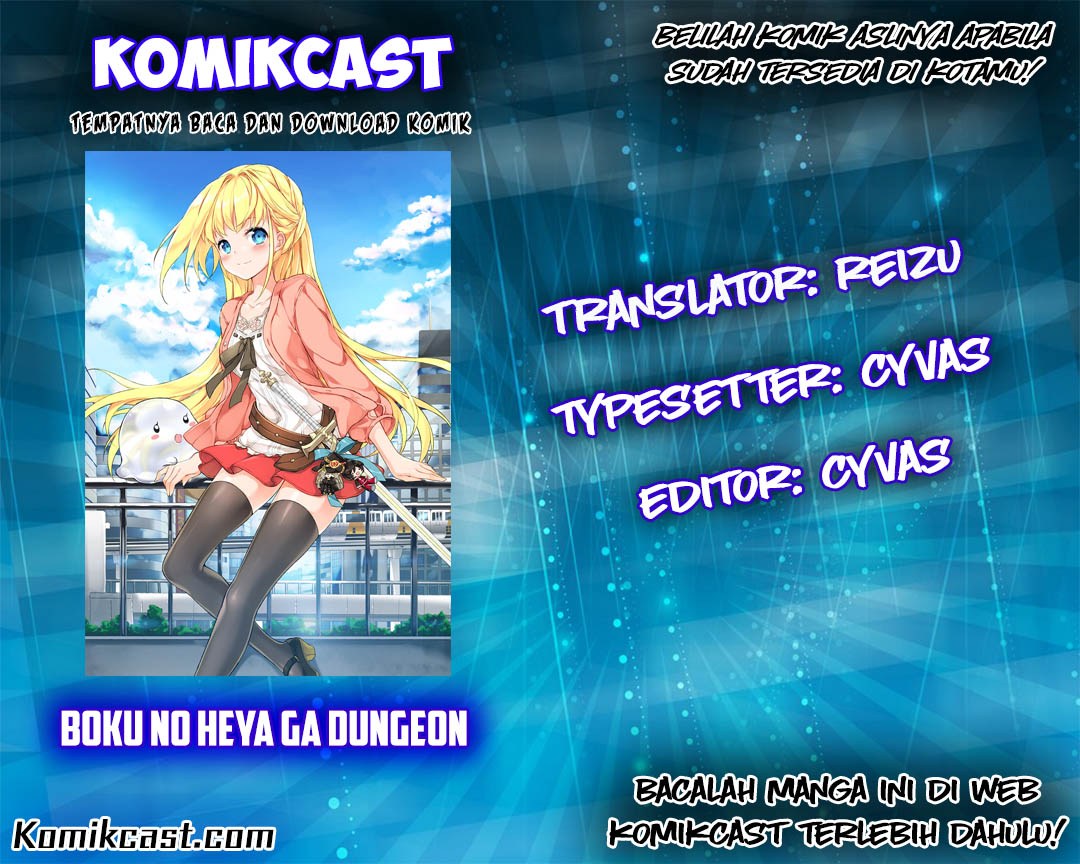 KOMIKCAST
TEMPATNYA BACA DAN DOWNLOAD KOMIK
BELILAH KOMIK ASLINYA APABILA
SUDAH TERSEDIA DI KOTAMU!
TRANSLATOR: REIZU
TYPESETTER: CYVAS
EDITOR: CYVAS
BOKU NO HEYA GA DUNGEON
Komikcast.com
BACALAH MANGA INI DI WEB
KOMIKCAST TERLEBIH DAHULU!